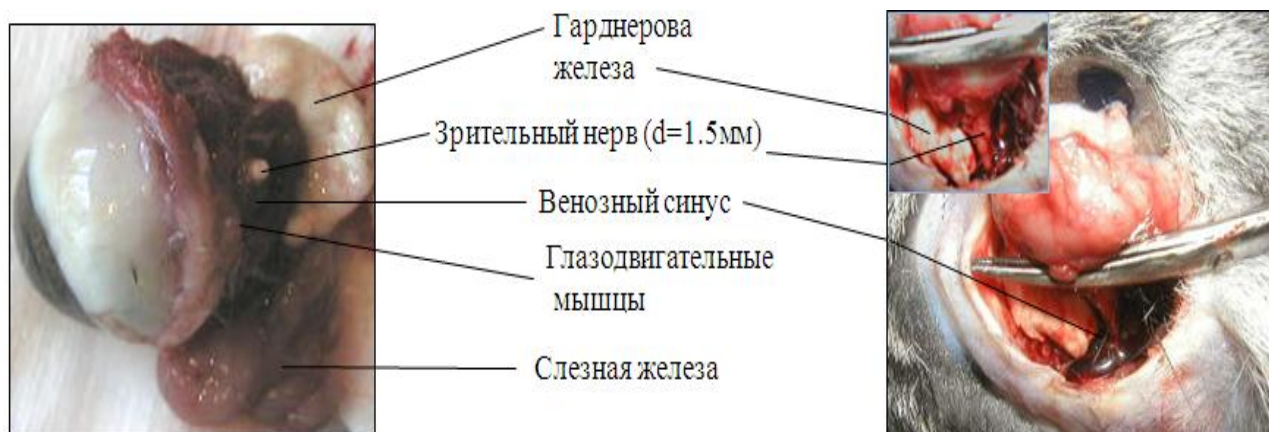 Гарднерова
железа
Зрительный нерв (d=1.5мм)
Венозный синус
Глазодвигательные
мышцы
Слезная железа